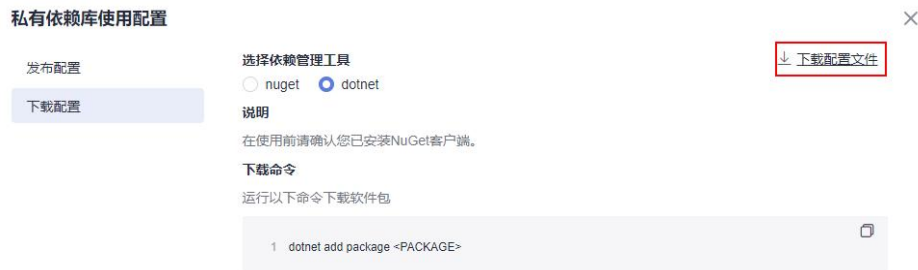 私有依赖库使用配置
发布配置
下载配置
选择依赖管理工具
下载配置文件
nuget dotnet
说明
在使用前请确认您已安装NuGet客户端。
下载命令
运行以下命令下载软件包
1 dotnet add package <PACKAGE>